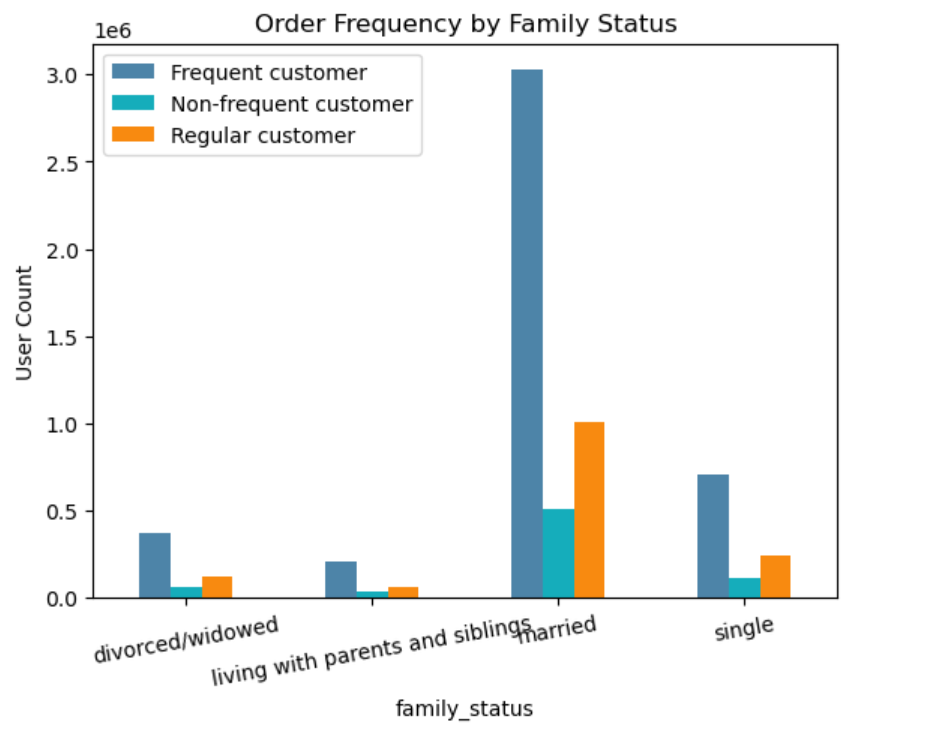 Order Frequency by Family Status
1e6
Frequent customer
Non-frequent customer
Regular customer
3.0
2.5
2.0
1.5
1.0
0.5
0.0
User Count
divorced/widowed
living with parents and siblings
married
single
family_status